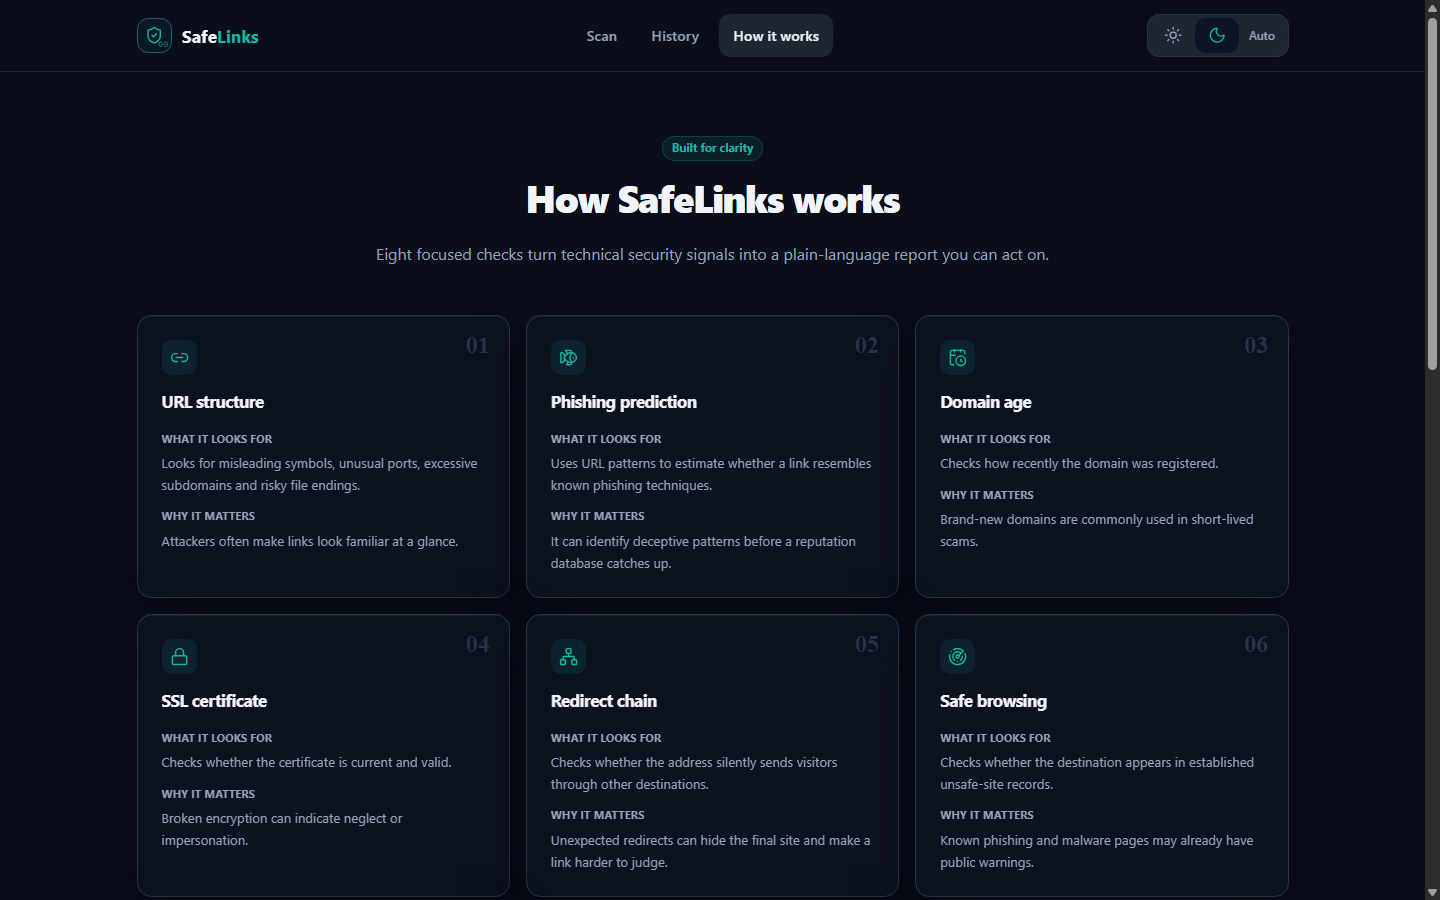 SafeLinks
Scan
History
How it works
Auto
Built for clarity
How SafeLinks works
Eight focused checks turn technical security signals into a plain-language report you can act on.
01
URL structure
WHAT IT LOOKS FOR
Looks for misleading symbols, unusual ports, excessive
subdomains and risky file endings.
WHY IT MATTERS
Attackers often make links look familiar at a glance.
02
Phishing prediction
WHAT IT LOOKS FOR
Uses URL patterns to estimate whether a link resembles
known phishing techniques.
WHY IT MATTERS
It can identify deceptive patterns before a reputation
database catches up.
03
Domain age
WHAT IT LOOKS FOR
Checks how recently the domain was registered.
WHY IT MATTERS
Brand-new domains are commonly used in short-lived
scams.
04
SSL certificate
WHAT IT LOOKS FOR
Checks whether the certificate is current and valid.
WHY IT MATTERS
Broken encryption can indicate neglect or
impersonation.
05
Redirect chain
WHAT IT LOOKS FOR
Checks whether the address silently sends visitors
through other destinations.
WHY IT MATTERS
Unexpected redirects can hide the final site and make a
link harder to judge.
06
Safe browsing
WHAT IT LOOKS FOR
Checks whether the destination appears in established
unsafe-site records.
WHY IT MATTERS
Known phishing and malware pages may already have
public warnings.